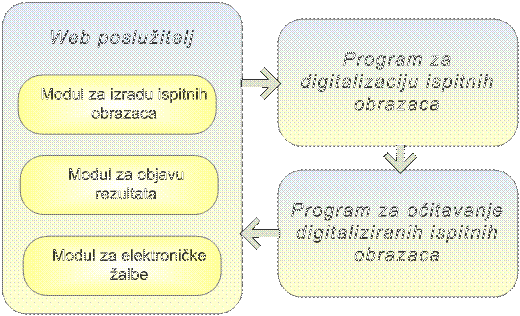 Web poslužitelj
Modul za izradu ispitnih
obrazaca
Modul za objavu
rezultata
Modul za elektroničke
žalbe
Program za
digitalizaciju ispitnih
obrazaca
Program za očitavanje
digitaliziranih ispitnih
obrazaca